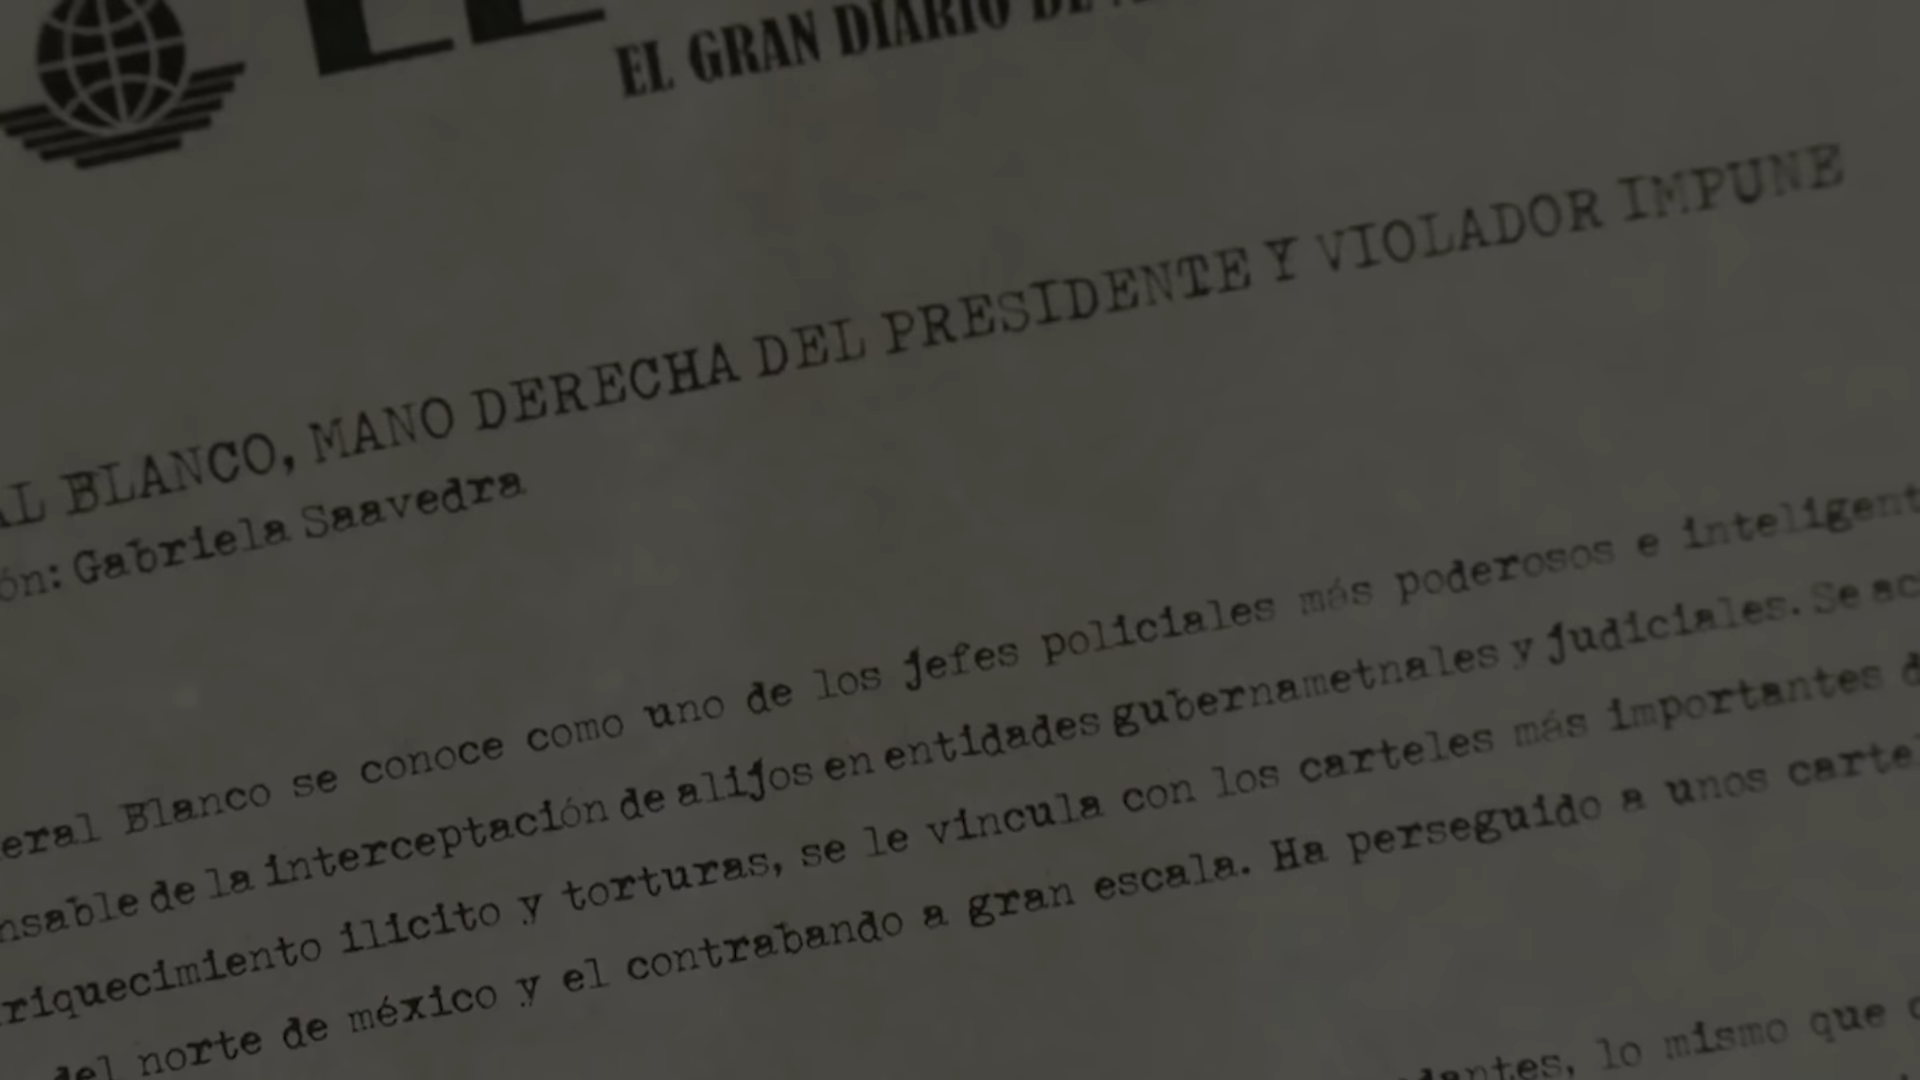 EL GRAN DIARIO DE
AL BLANCO, MANO DERECHA DEL PRESIDENTE Y VIOLADOR IMPUNE
ón: Gabriela Saavedra
eral Blanco se conoce como uno de los jefes policiales más poderosos e inteligent
nsable de la interceptación de alijos en entidades gubernametnales y judiciales. Se ac
riquecimiento ilícito y torturas, se le vincula con los carteles más importantes d
del norte de méxico y el contrabando a gran escala. Ha perseguido a unos carte
dantes, lo mismo que